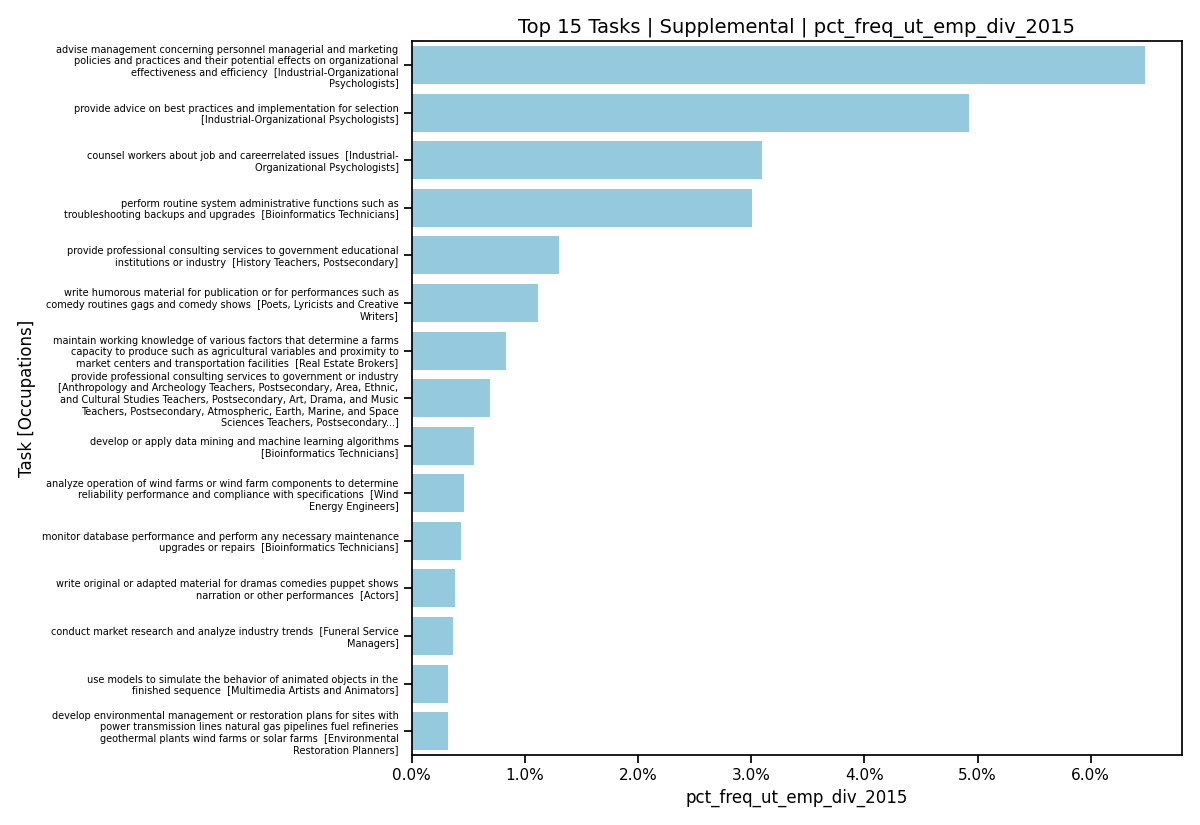 Top 15 Tasks | Supplemental | pct_freq_ut_emp_div_2015
advise management concerning personnel managerial and marketing
policies and practices and their potential effects on organizational
effectiveness and efficiency  [Industrial-Organizational
Psychologists]
provide advice on best practices and implementation for selection
[Industrial-Organizational Psychologists]
counsel workers about job and careerrelated issues  [Industrial-
Organizational Psychologists]
perform routine system administrative functions such as
troubleshooting backups and upgrades  [Bioinformatics Technicians]
provide professional consulting services to government educational
institutions or industry  [History Teachers, Postsecondary]
write humorous material for publication or for performances such as
comedy routines gags and comedy shows  [Poets, Lyricists and Creative
Writers]
maintain working knowledge of various factors that determine a farms
capacity to produce such as agricultural variables and proximity to
market centers and transportation facilities  [Real Estate Brokers]
provide professional consulting services to government or industry
[Anthropology and Archeology Teachers, Postsecondary, Area, Ethnic,
and Cultural Studies Teachers, Postsecondary, Art, Drama, and Music
Teachers, Postsecondary, Atmospheric, Earth, Marine, and Space
Sciences Teachers, Postsecondary...]
develop or apply data mining and machine learning algorithms
[Bioinformatics Technicians]
analyze operation of wind farms or wind farm components to determine
reliability performance and compliance with specifications  [Wind
Energy Engineers]
monitor database performance and perform any necessary maintenance
upgrades or repairs  [Bioinformatics Technicians]
write original or adapted material for dramas comedies puppet shows
narration or other performances  [Actors]
conduct market research and analyze industry trends  [Funeral Service
Managers]
use models to simulate the behavior of animated objects in the
finished sequence  [Multimedia Artists and Animators]
develop environmental management or restoration plans for sites with
power transmission lines natural gas pipelines fuel refineries
geothermal plants wind farms or solar farms  [Environmental
Restoration Planners]
Task [Occupations]
0.0% 1.0% 2.0% 3.0% 4.0% 5.0% 6.0%
pct_freq_ut_emp_div_2015